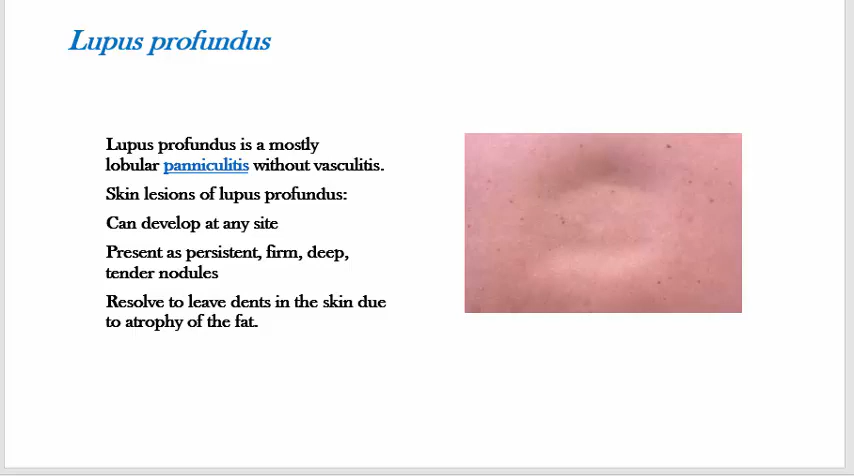 Lupus profundus
Lupus profundus is a mostly
lobular panniculitis without vasculitis.
Skin lesions of lupus profundus:
Can develop at any site
Present as persistent, firm, deep,
tender nodules
Resolve to leave dents in the skin due
to atrophy of the fat.